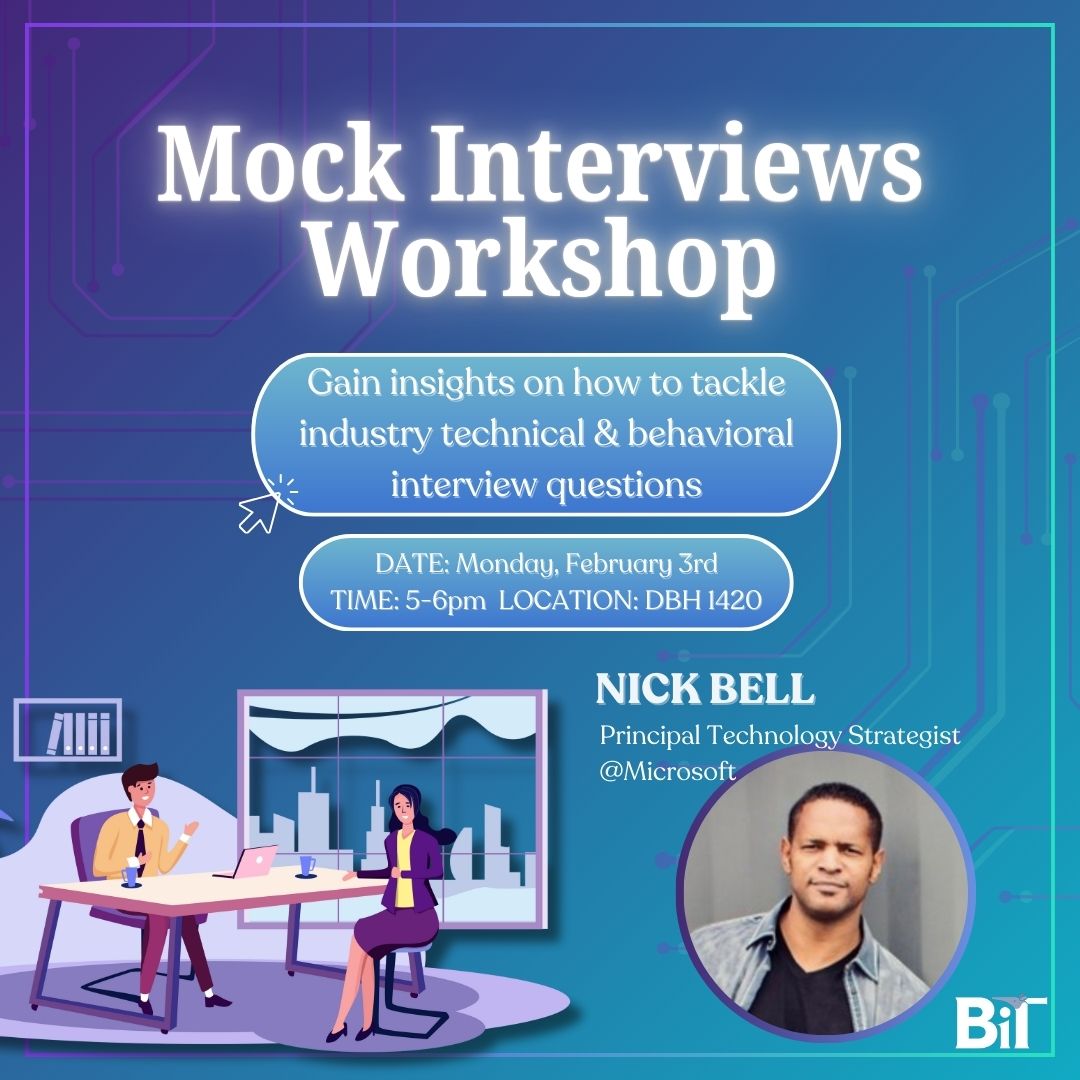 Mock Interviews
Workshop
Gain insights on how to tackle
industry technical & behavioral
interview questions
DATE: Monday, February 3rd
TIME: 5-6pm LOCATION: DBH 1420
NICK BELL
Principal Technology Strategist
@Microsoft
BiT